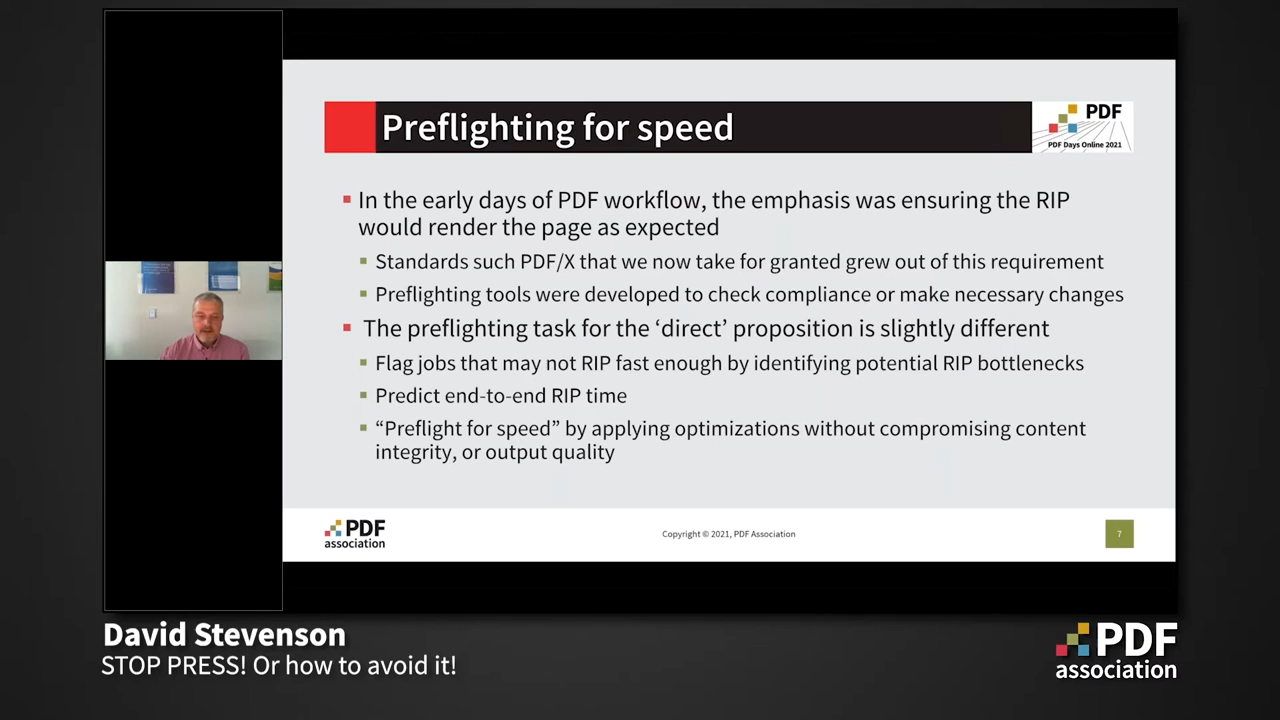 Preflighting for speed
PDF
PDF Days Online 2021
In the early days of PDF workflow, the emphasis was ensuring the RIP
would render the page as expected
Standards such PDF/X that we now take for granted grew out of this requirement
Preflighting tools were developed to check compliance or make necessary changes
The preflighting task for the ‘direct’ proposition is slightly different
Flag jobs that may not RIP fast enough by identifying potential RIP bottlenecks
Predict end-to-end RIP time
“Preflight for speed” by applying optimizations without compromising content
integrity, or output quality
PDF
association
Copyright © 2021, PDF Association
7
David Stevenson
STOP PRESS! Or how to avoid it!
PDF
association